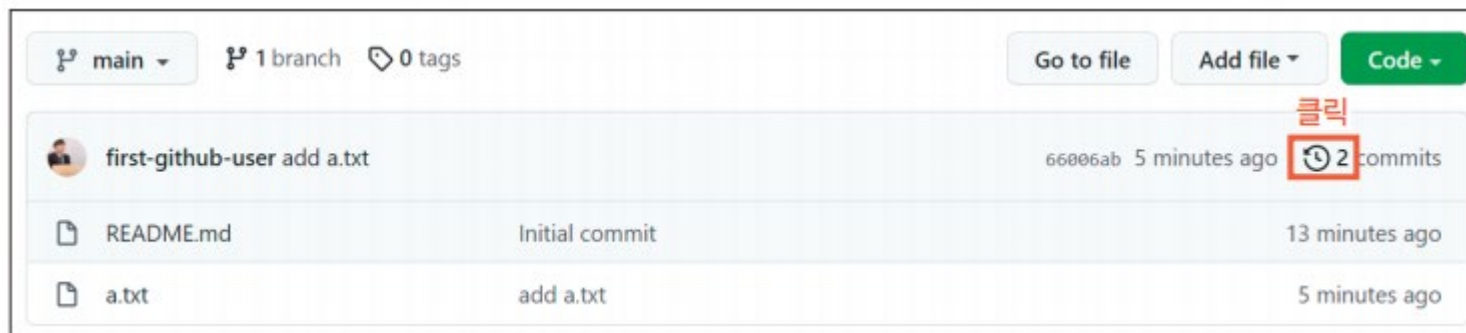 main 1 branch 0 tags Go to file Add file Code
클릭
first-github-user add a.txt 66006ab 5 minutes ago 2 commits
README.md Initial commit 13 minutes ago
a.txt add a.txt 5 minutes ago